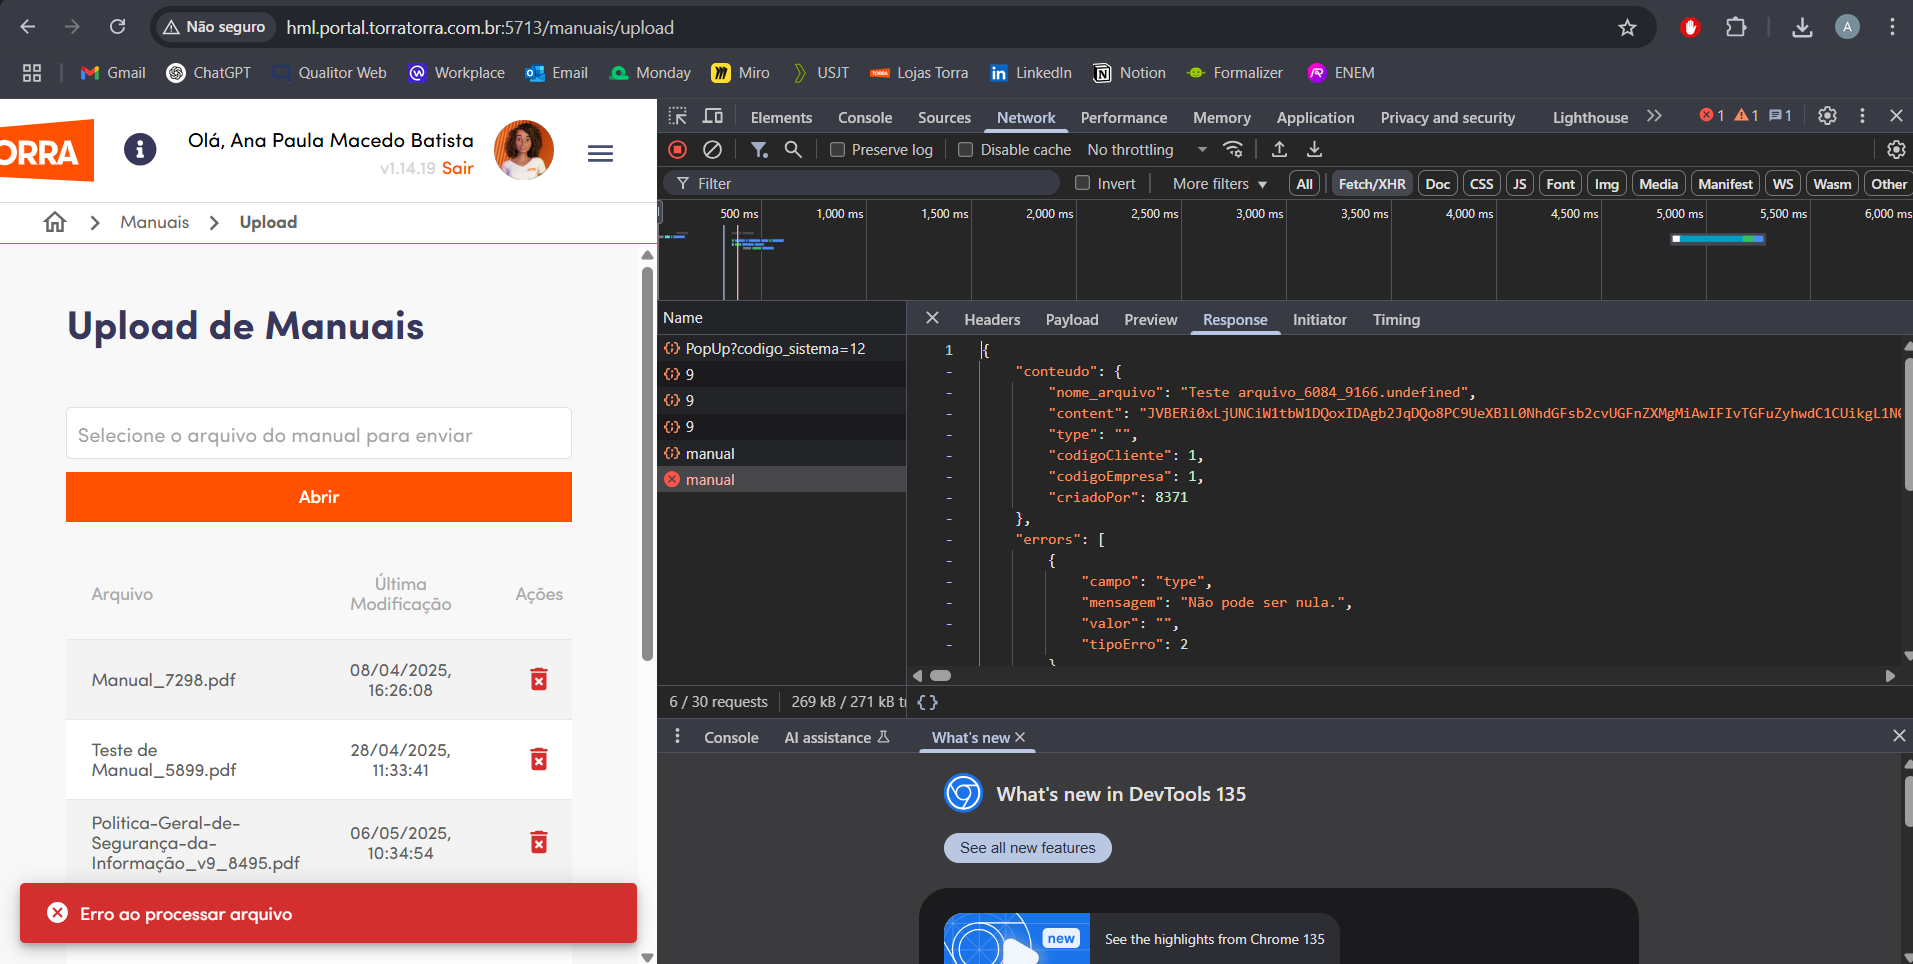 Não seguro
hml.portal.torratorra.com.br:5713/manuais/upload
A
Gmail
ChatGPT
Qualitor Web
Workplace
Email
Monday
Miro
USJT
Lojas Torra
LinkedIn
Notion
Formalizer
ENEM
ORRA
Olá, Ana Paula Macedo Batista
v1.14.19 Sair
Manuais
Upload
Upload de Manuais
Selecione o arquivo do manual para enviar
Abrir
Arquivo
Última Modificação
Ações
Manual_7298.pdf
08/04/2025, 16:26:08
Teste de Manual_5899.pdf
28/04/2025, 11:33:41
Politica-Geral-de-Segurança-da-Informação_v9_8495.pdf
06/05/2025, 10:34:54
Erro ao processar arquivo
Elements
Console
Sources
Network
Performance
Memory
Application
Privacy and security
Lighthouse
1
1
1
Preserve log
Disable cache
No throttling
Filter
Invert
More filters
All
Fetch/XHR
Doc
CSS
JS
Font
Img
Media
Manifest
WS
Wasm
Other
500 ms
1,000 ms
1,500 ms
2,000 ms
2,500 ms
3,000 ms
3,500 ms
4,000 ms
4,500 ms
5,000 ms
5,500 ms
6,000 ms
Name
PopUp?codigo_sistema=12
9
9
9
manual
manual
Headers
Payload
Preview
Response
Initiator
Timing
1 {
"conteudo": {
"nome_arquivo": "Teste arquivo_6084_9166.undefined",
"content": "JVBERi0xLjUNCiW1tbW1DQoxIDAgb2JqDQo8PC9UeXBlL0NhdGFsb2cvUGFnZXMgMiAwIFIvTGFuZyhwdC1CUikgL1N
"type": "",
"codigoCliente": 1,
"codigoEmpresa": 1,
"criadoPor": 8371
},
"errors": [
{
"campo": "type",
"mensagem": "Não pode ser nula.",
"valor": "",
"tipoErro": 2
}
6 / 30 requests
269 kB / 271 kB tr
{ }
Console
AI assistance
What's new
What's new in DevTools 135
See all new features
new
See the highlights from Chrome 135